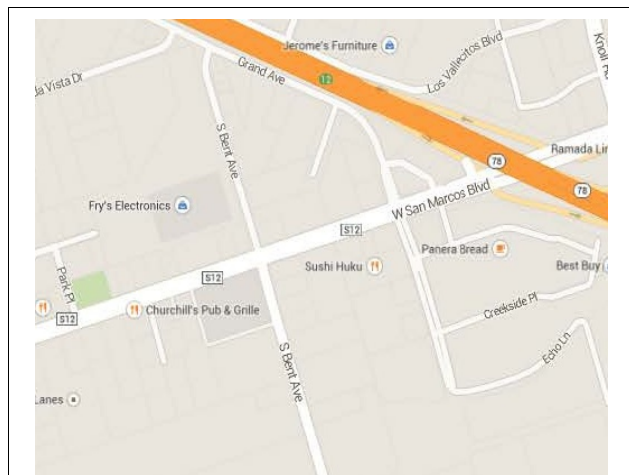 Jerome's Furniture
Los Vallecitos Blvd
Knoll
Grand Ave
12
da Vista Dr
S Bent Ave
78
Ramada Lim
78
W San Marcos Blvd
Fry's Electronics
S12
Panera Bread
Park Pl
S12
Sushi Huku
Best Buy
Churchill's Pub & Grille
Creekside Pl
S12
Echo Ln
S Bent Ave
Lanes